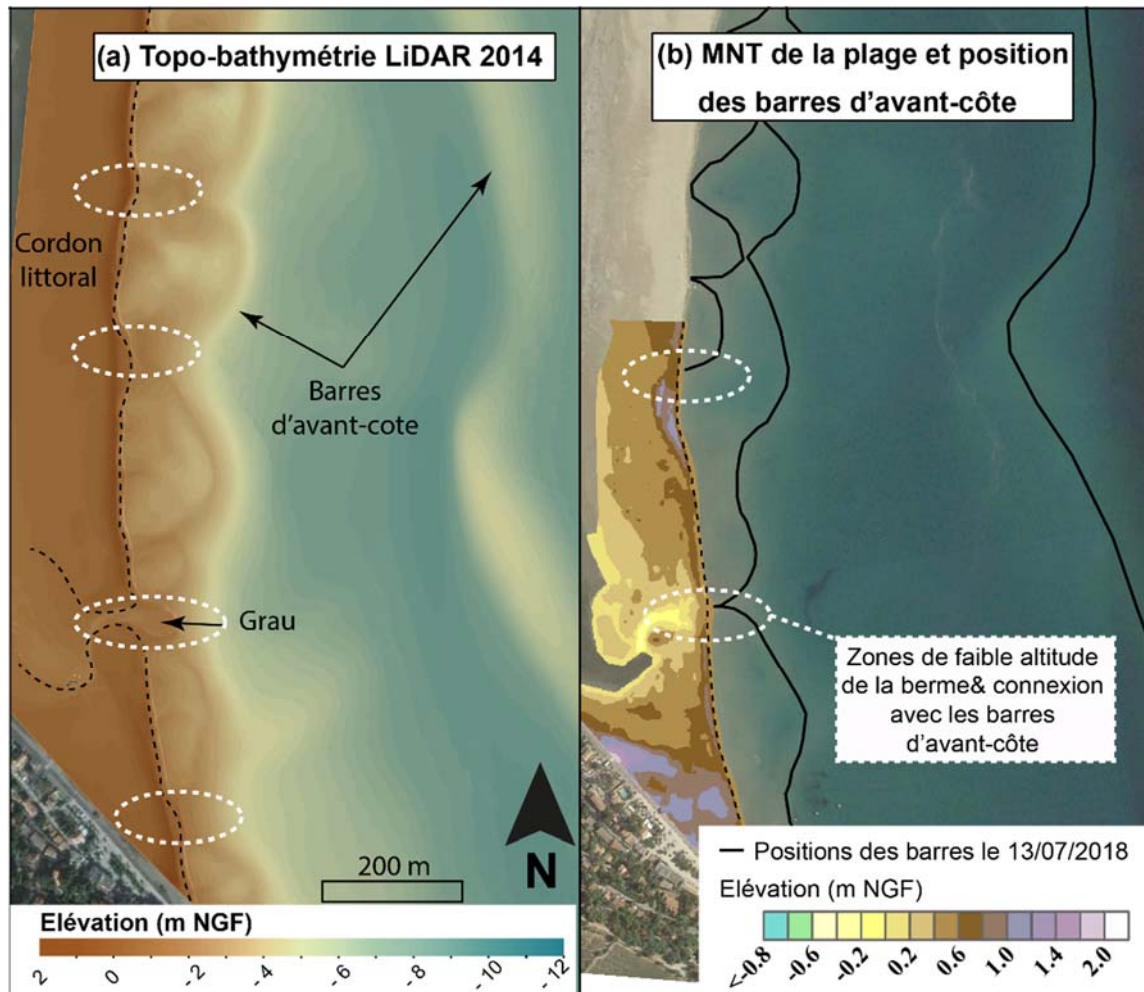 (a) Topo-bathymétrie LiDAR 2014
Cordon
littoral
Barres
d'avant-cote
Grau
N
200 m
Elévation (m NGF)
2 0 -2 -4 -6 -8 -10 -12
(b) MNT de la plage et position
des barres d'avant-côte
Zones de faible altitude
de la berme& connexion
avec les barres
d'avant-côte
Positions des barres le 13/07/2018
Elévation (m NGF)
<-0.8 -0.6 -0.2 0.2 0.6 1.0 1.4 2.0